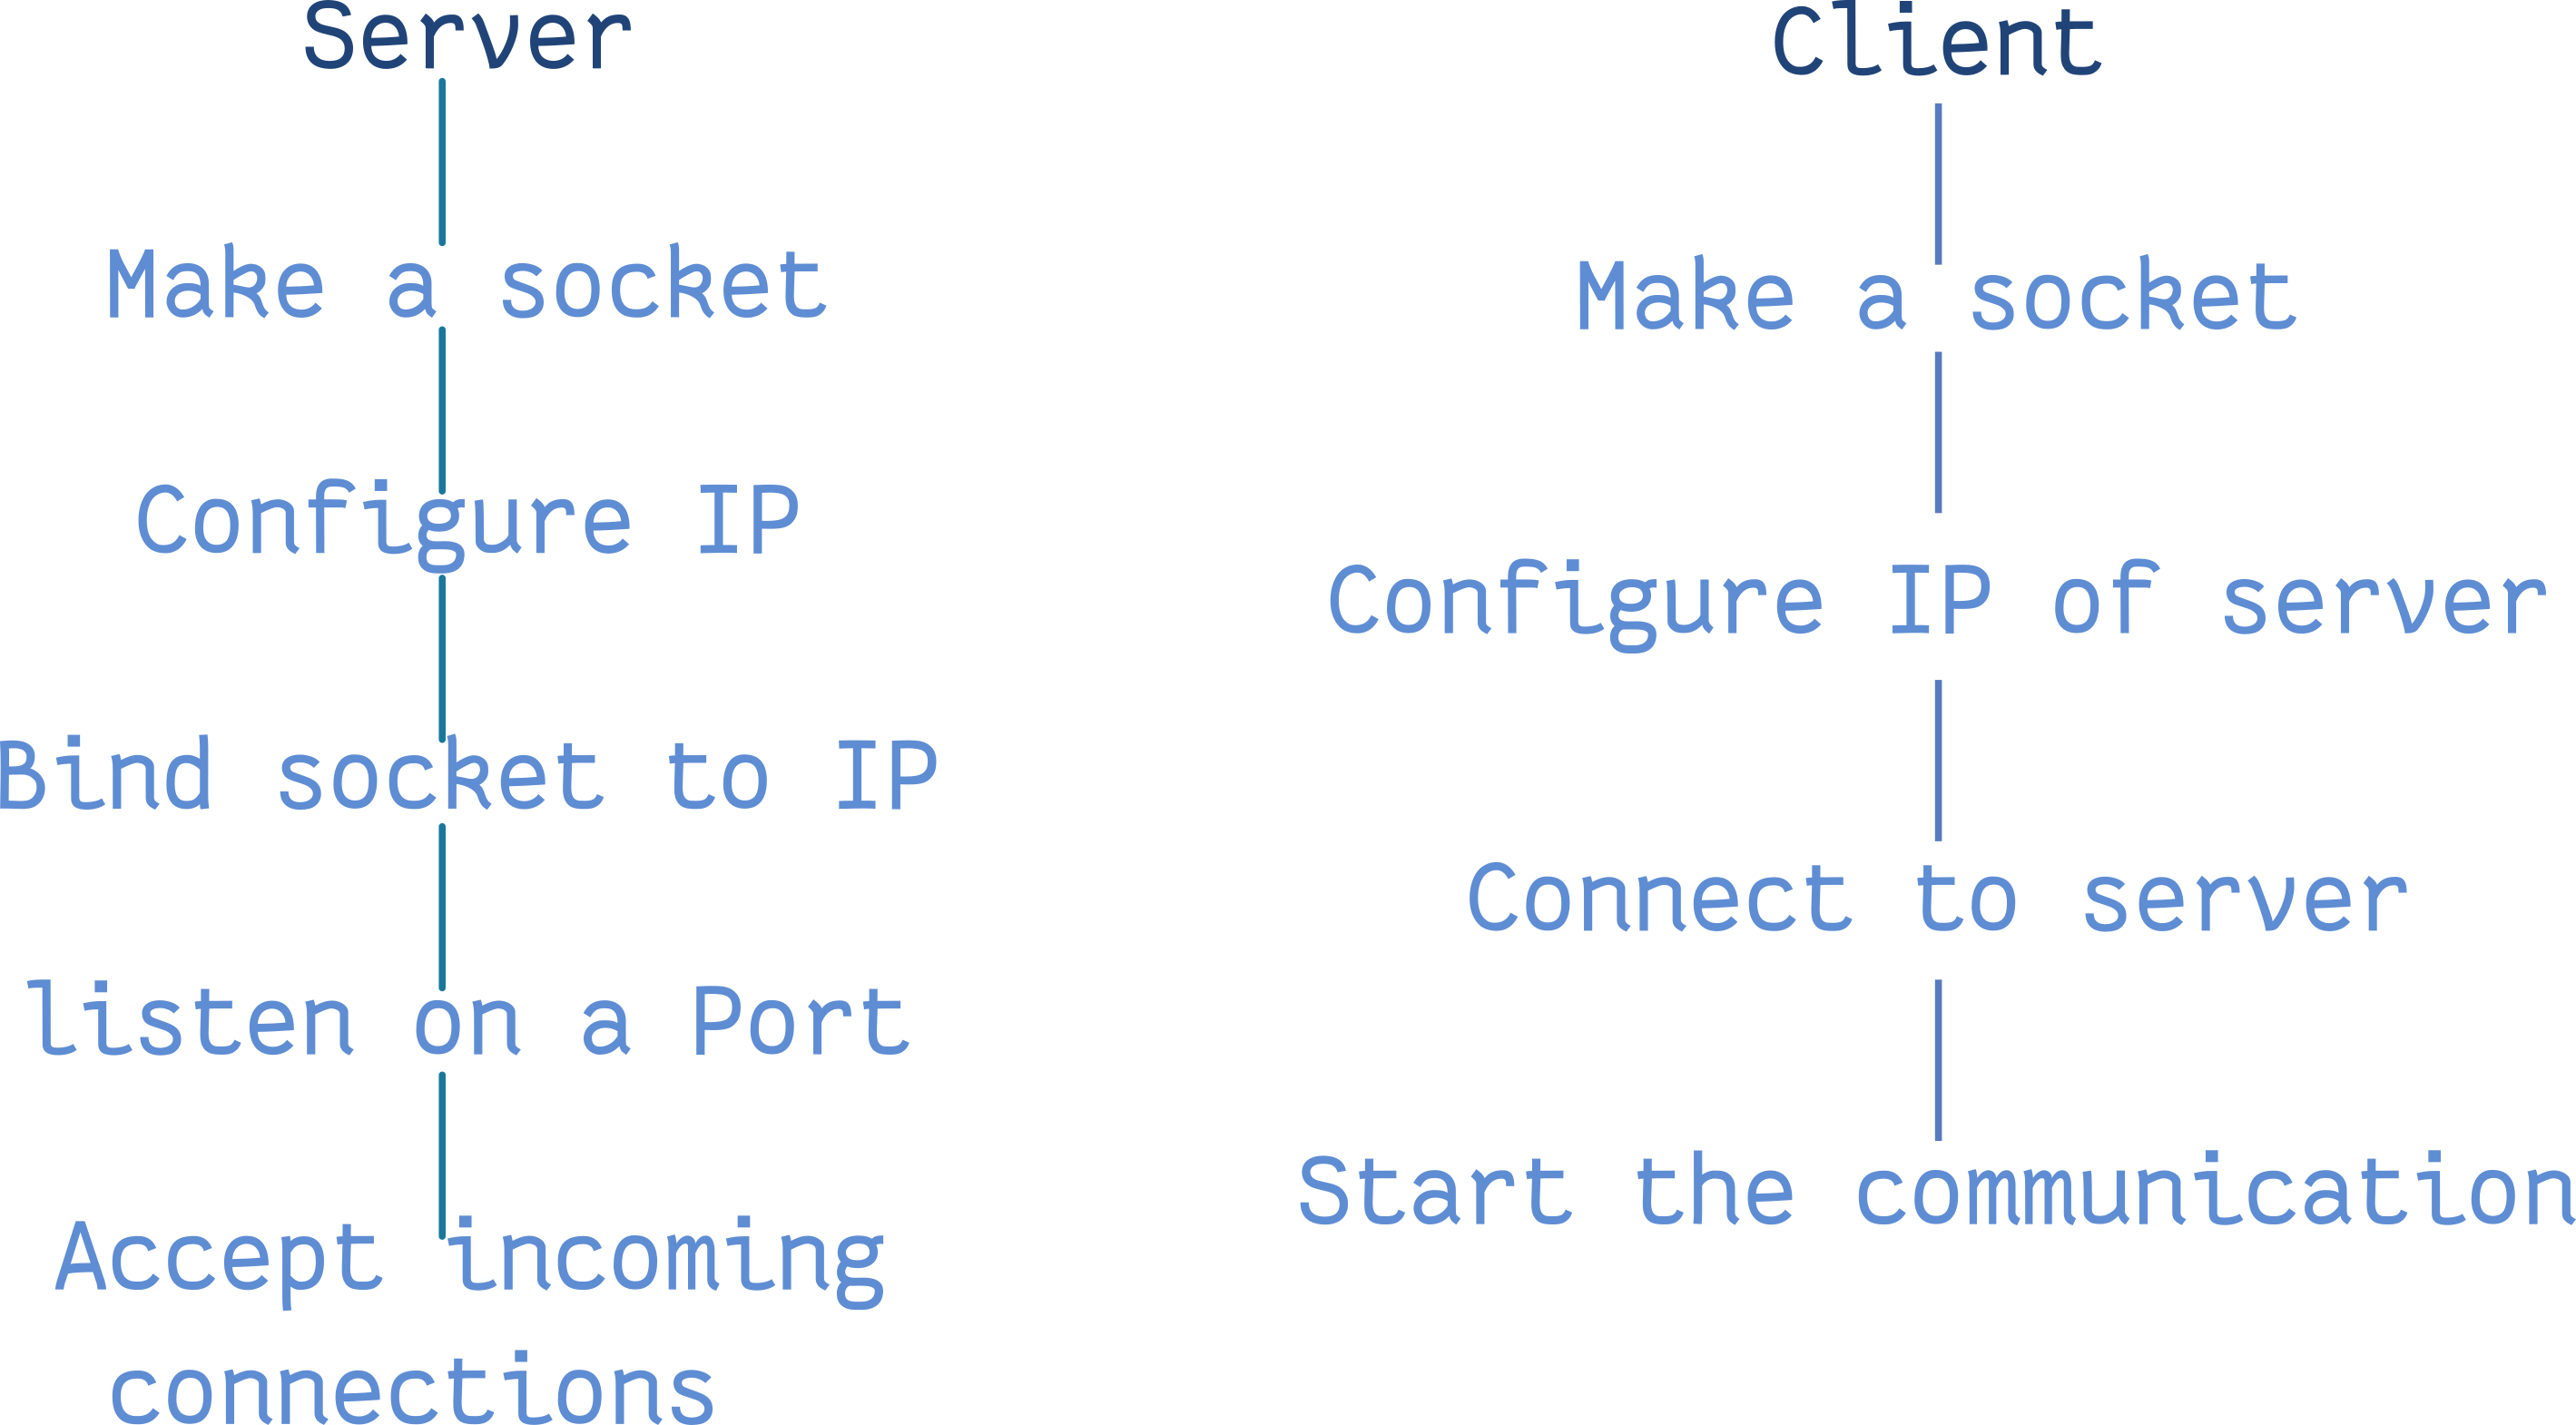 Server
Make a socket
Configure IP
Bind socket to IP
listen on a Port
Accept incoming
connections
Client
Make a socket
Configure IP of server
Connect to server
Start the communication